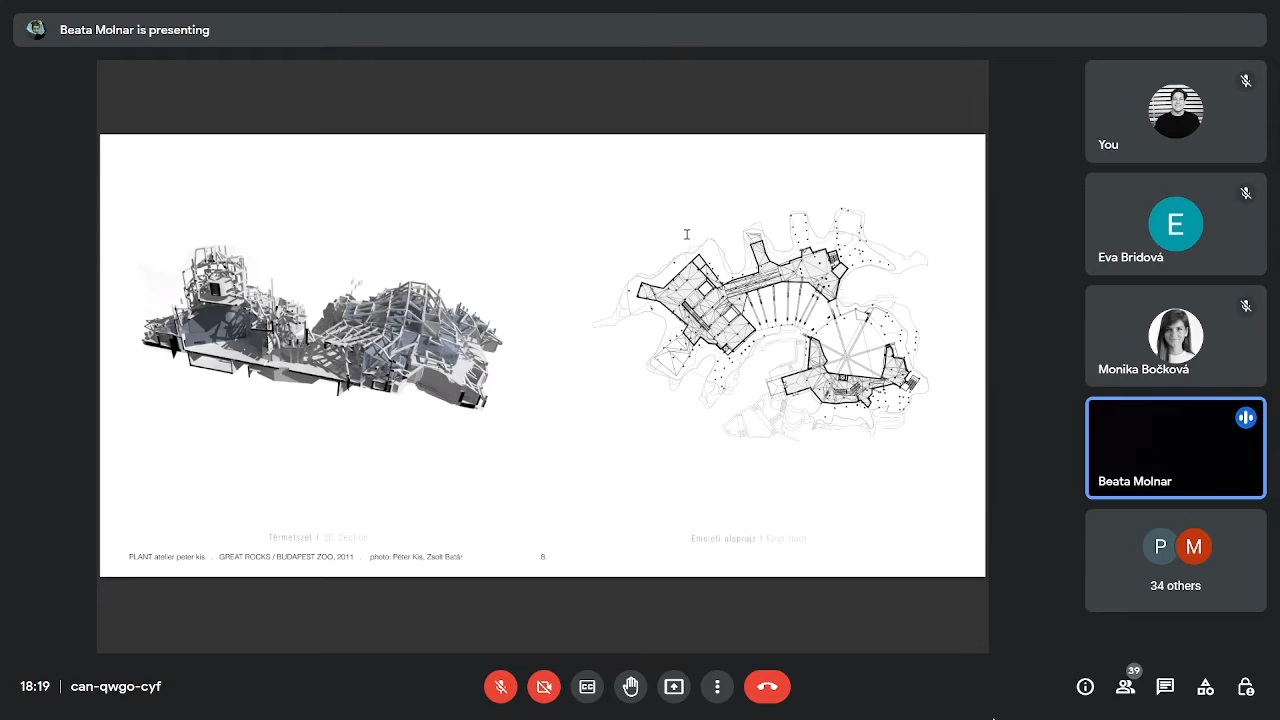 Beata Molnar is presenting
You
E
Eva Bridová
Monika Bočková
Beata Molnar
P M
34 others
Térmetszet | 3D Section
Emeleti alaprajz | First floor
PLANT atelier peter kis . GREAT ROCKS / BUDAPEST ZOO, 2011 . photo: Péter Kis, Zsolt Batár 8.
18:19 | can-qwgo-cyf
39